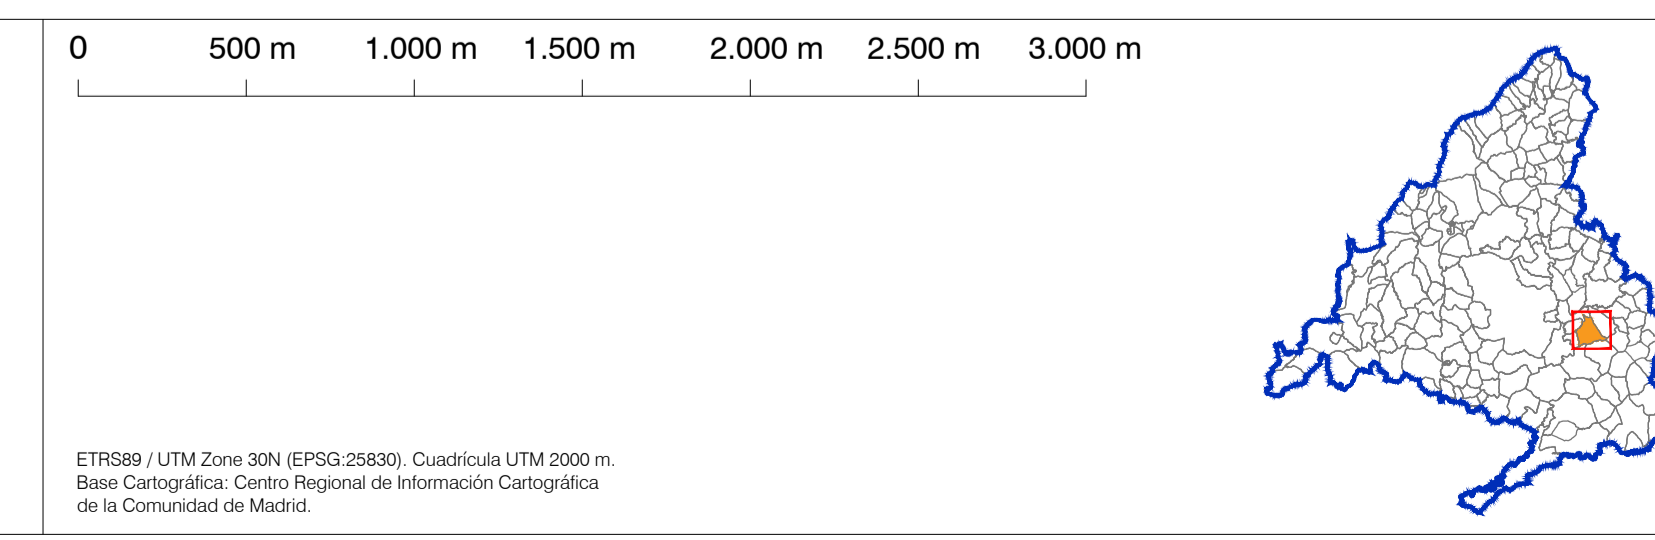 0 500 m 1.000 m 1.500 m 2.000 m 2.500 m 3.000 m
ETRS89 / UTM Zone 30N (EPSG:25830). Cuadrícula UTM 2000 m.
Base Cartográfica: Centro Regional de Información Cartográfica
de la Comunidad de Madrid.